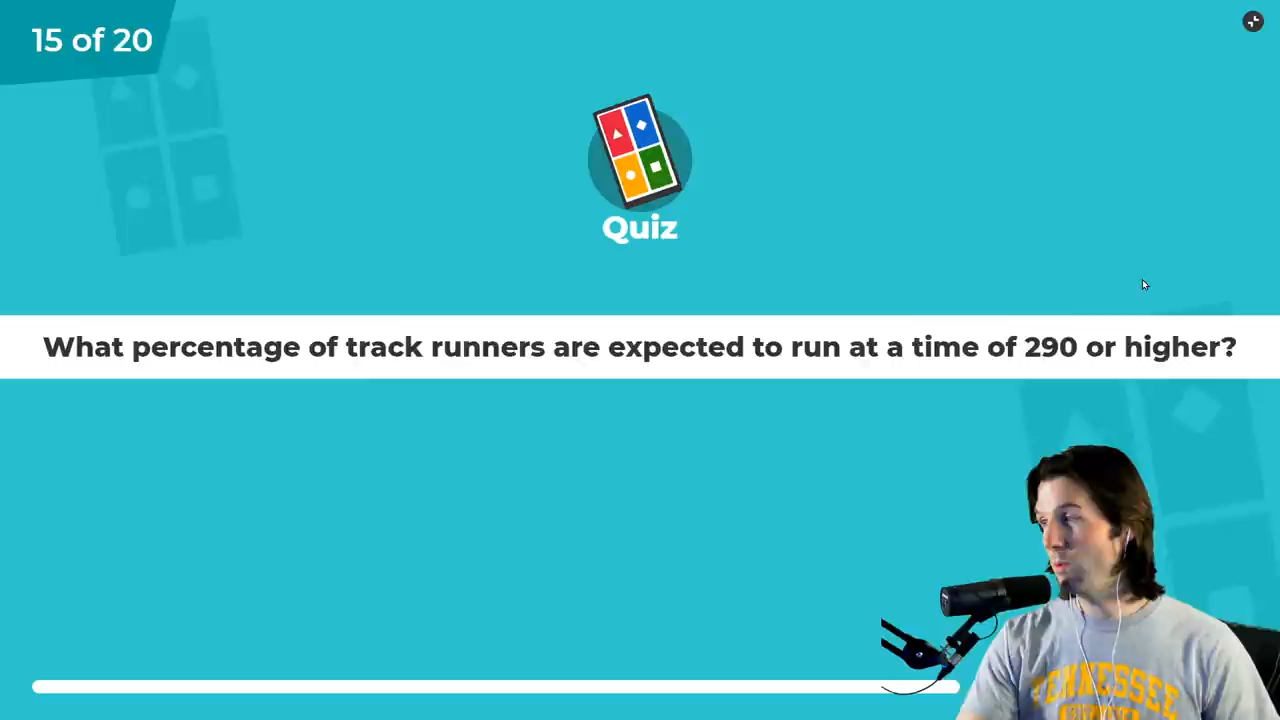 15 of 20
Quiz
What percentage of track runners are expected to run at a time of 290 or higher?
TENNESSEE